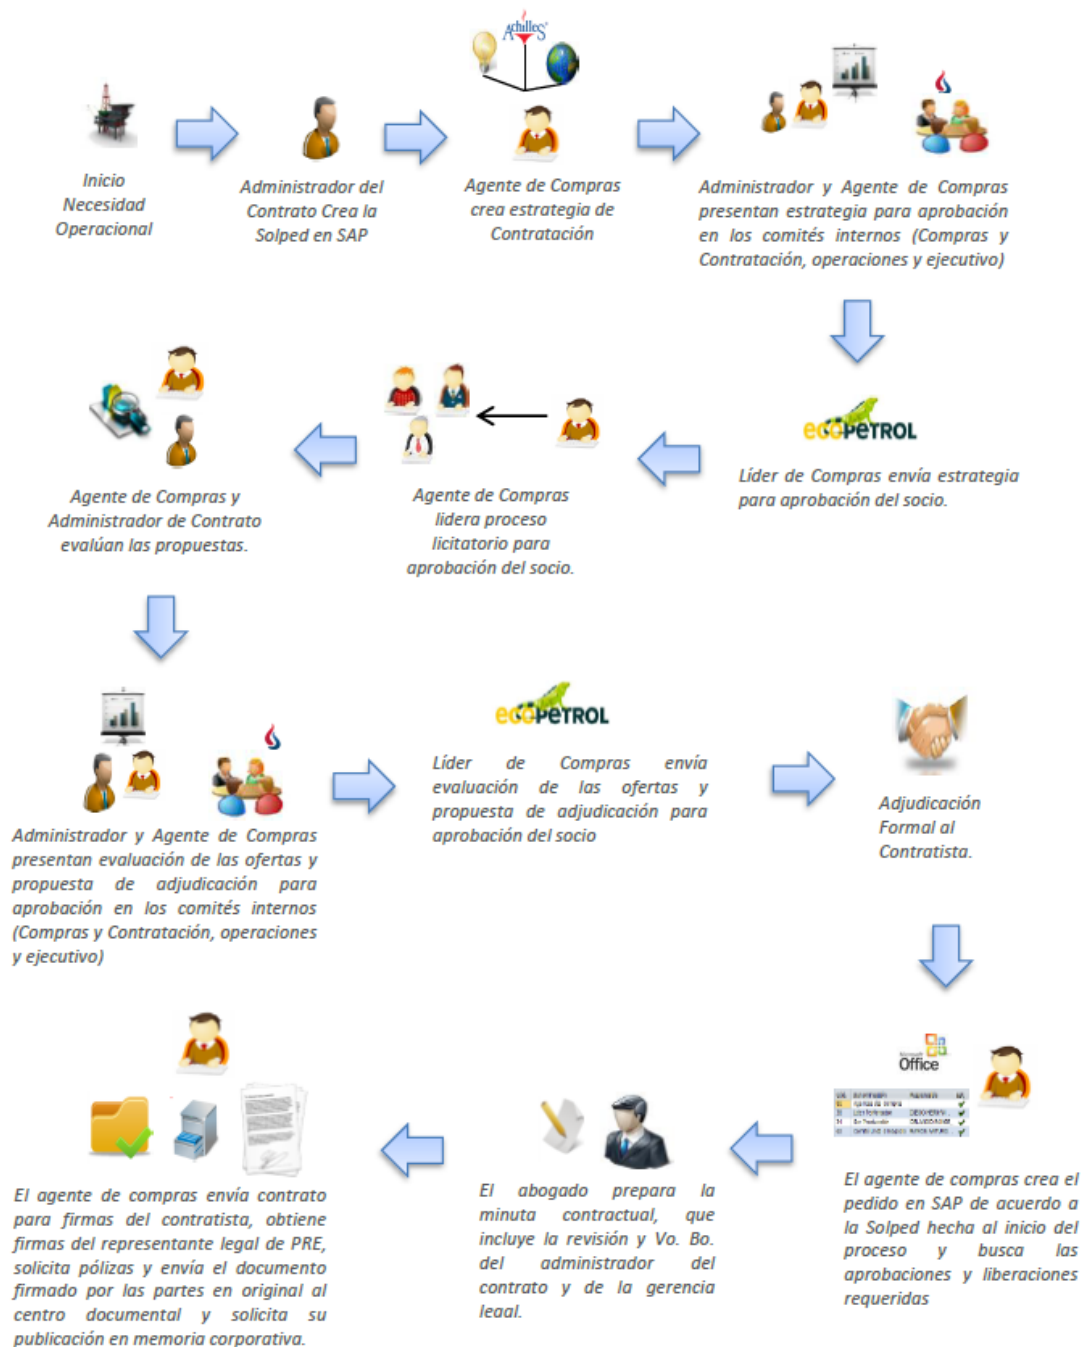 Achilles
Inicio
Necesidad
Operacional
Administrador del
Contrato Crea la
Solped en SAP
Agente de Compras
crea estrategia de
Contratación
Administrador y Agente de Compras
presentan estrategia para aprobación
en los comités internos (Compras y
Contratación, operaciones y ejecutivo)
ecoPETROL
Líder de Compras envía estrategia
para aprobación del socio.
Agente de Compras
lidera proceso
licitatorio para
aprobación del socio.
Agente de Compras y
Administrador de Contrato
evalúan las propuestas.
Administrador y Agente de Compras
presentan evaluación de las ofertas y
propuesta de adjudicación para
aprobación en los comités internos
(Compras y Contratación, operaciones
y ejecutivo)
ecoPETROL
Líder de Compras envía
evaluación de las ofertas y
propuesta de adjudicación para
aprobación del socio
Adjudicación
Formal al
Contratista.
Microsoft
Office
El agente de compras crea el
pedido en SAP de acuerdo a
la Solped hecha al inicio del
proceso y busca las
aprobaciones y liberaciones
requeridas
El abogado prepara la
minuta contractual, que
incluye la revisión y Vo. Bo.
del administrador del
contrato y de la gerencia
legal.
El agente de compras envía contrato
para firmas del contratista, obtiene
firmas del representante legal de PRE,
solicita pólizas y envía el documento
firmado por las partes en original al
centro documental y solicita su
publicación en memoria corporativa.